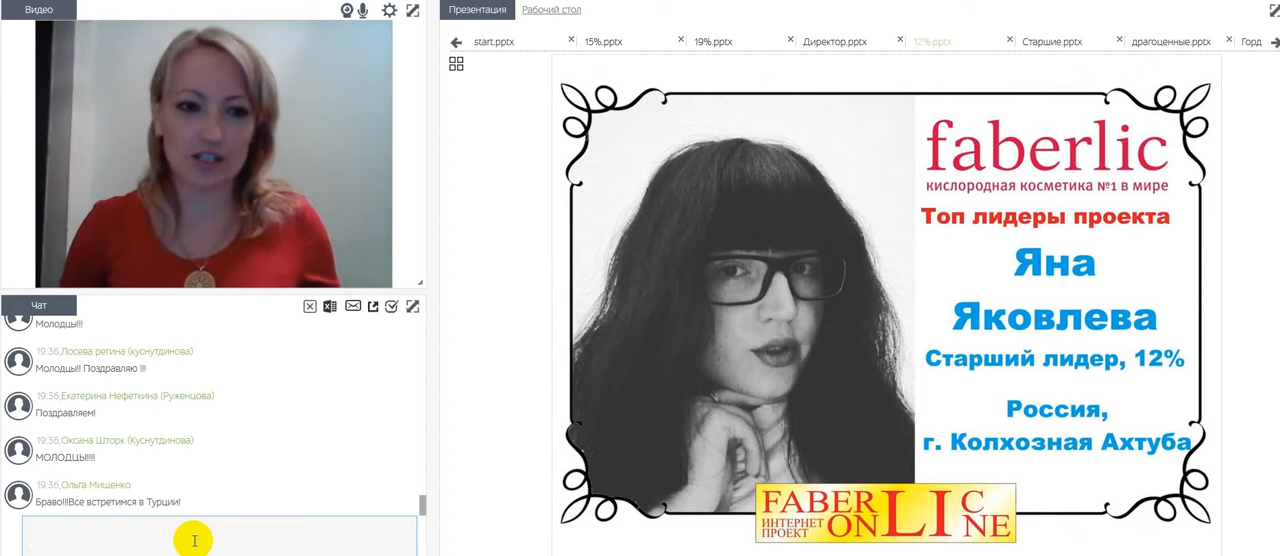 Видео
Презентация
Рабочий стол
start.pptx
15%.pptx
19%.pptx
Директор.pptx
12%.pptx
Старшие.pptx
драгоценные.pptx
Горд
faberlic
кислородная косметика №1 в мире
Топ лидеры проекта
Яна
Яковлева
Старший лидер, 12%
Россия,
г. Колхозная Ахтуба
FABERLIC
ИНТЕРНЕТ
ПРОЕКТ
ONLINE
Чат
Молодцы!!!
19:36,Лосева регина (куснутдинова)
Молодцы!! Поздравляю !!!
19:36,Екатерина Нефеткина (Руженцова)
Поздравляем!
19:36,Оксана Шторк (Куснутдинова)
МОЛОДЦЫ!!!!!
19:36,Ольга Мищенко
Браво!!!Все встретимся в Турции!